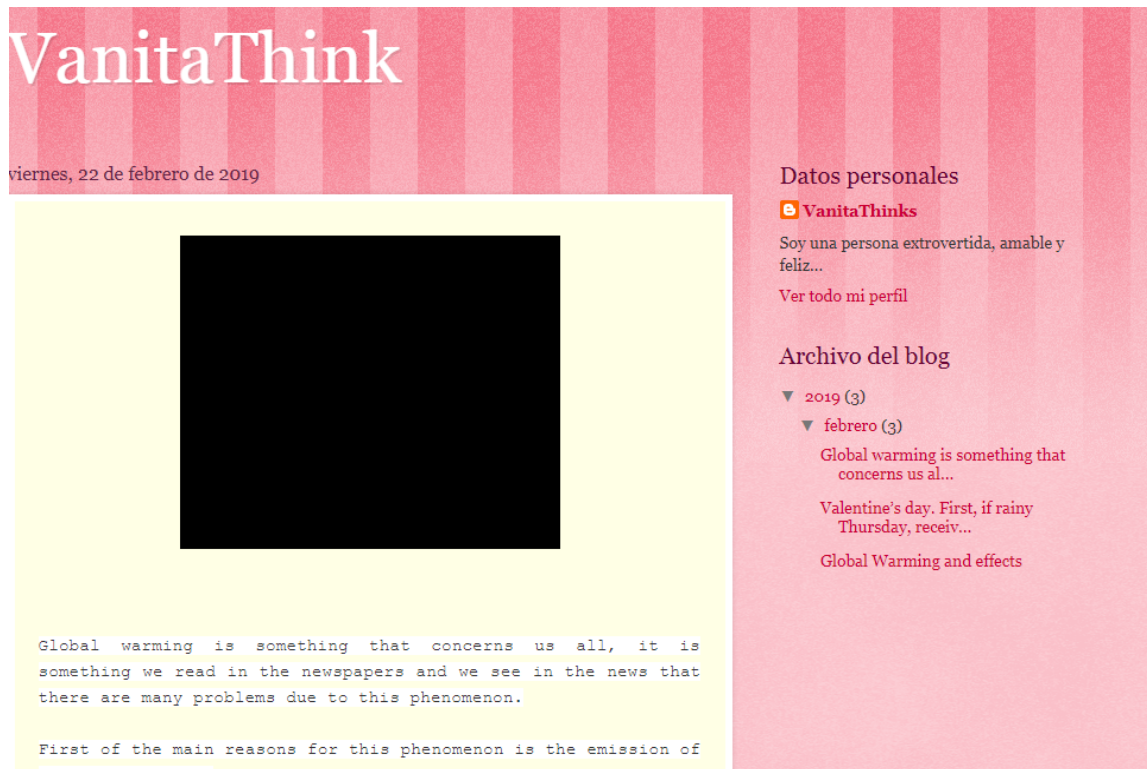 VanitaThink
viernes, 22 de febrero de 2019
Global warming is something that concerns us all, it is
something we read in the newspapers and we see in the news that
there are many problems due to this phenomenon.
First of the main reasons for this phenomenon is the emission of
Datos personales
VanitaThinks
Soy una persona extrovertida, amable y
feliz...
Ver todo mi perfil
Archivo del blog
▼ 2019 (3)
▼ febrero (3)
Global warming is something that
concerns us al...
Valentine's day. First, if rainy
Thursday, receiv...
Global Warming and effects